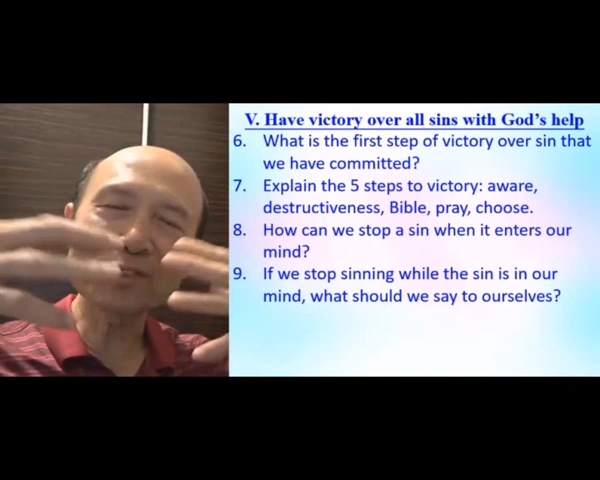 V. Have victory over all sins with God's help
6. What is the first step of victory over sin that
we have committed?
7. Explain the 5 steps to victory: aware,
destructiveness, Bible, pray, choose.
8. How can we stop a sin when it enters our
mind?
9. If we stop sinning while the sin is in our
mind, what should we say to ourselves?